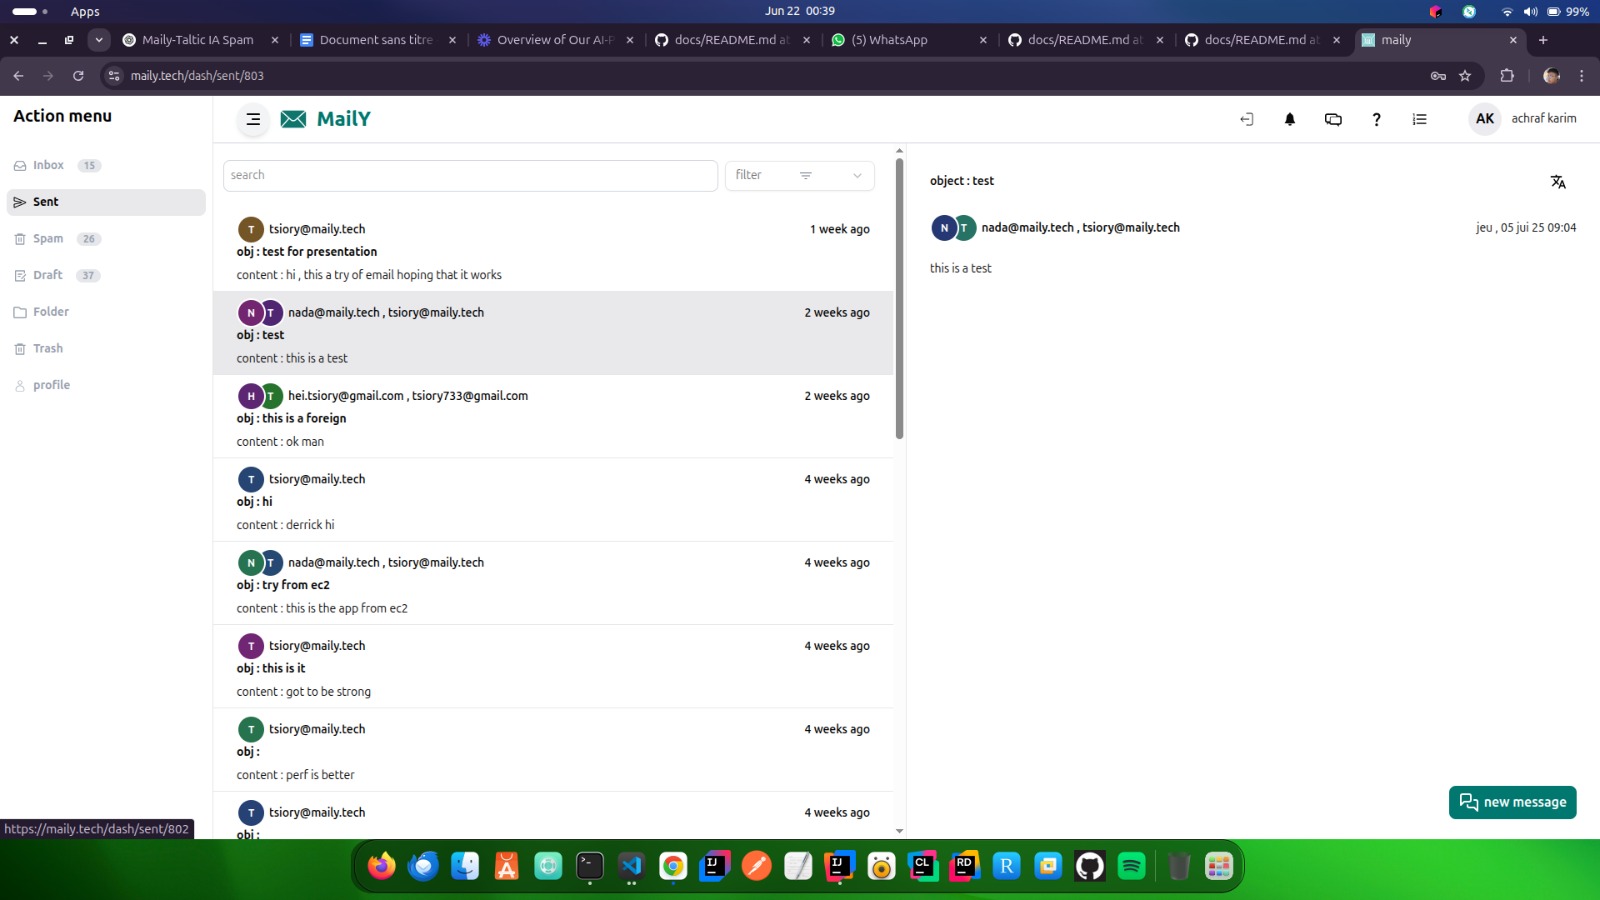 Apps
Jun 22 00:39
99%
Maily-Taltic IA Spam
Document sans titre
Overview of Our AI-P
docs/README.md at
(5) WhatsApp
docs/README.md at
docs/README.md at
maily
maily.tech/dash/sent/803
Action menu
MailY
AK
achraf karim
Inbox 15
Sent
Spam 26
Draft 37
Folder
Trash
profile
search
filter
T tsiory@maily.tech 1 week ago
obj : test for presentation
content : hi , this a try of email hoping that it works
N T nada@maily.tech , tsiory@maily.tech 2 weeks ago
obj : test
content : this is a test
H T hei.tsiory@gmail.com , tsiory733@gmail.com 2 weeks ago
obj : this is a foreign
content : ok man
T tsiory@maily.tech 4 weeks ago
obj : hi
content : derrick hi
N T nada@maily.tech , tsiory@maily.tech 4 weeks ago
obj : try from ec2
content : this is the app from ec2
T tsiory@maily.tech 4 weeks ago
obj : this is it
content : got to be strong
T tsiory@maily.tech 4 weeks ago
obj :
content : perf is better
T tsiory@maily.tech 4 weeks ago
obj :
object : test
N T nada@maily.tech , tsiory@maily.tech jeu , 05 jui 25 09:04
this is a test
new message
https://maily.tech/dash/sent/802
IJ
IJ
CL
RD
R